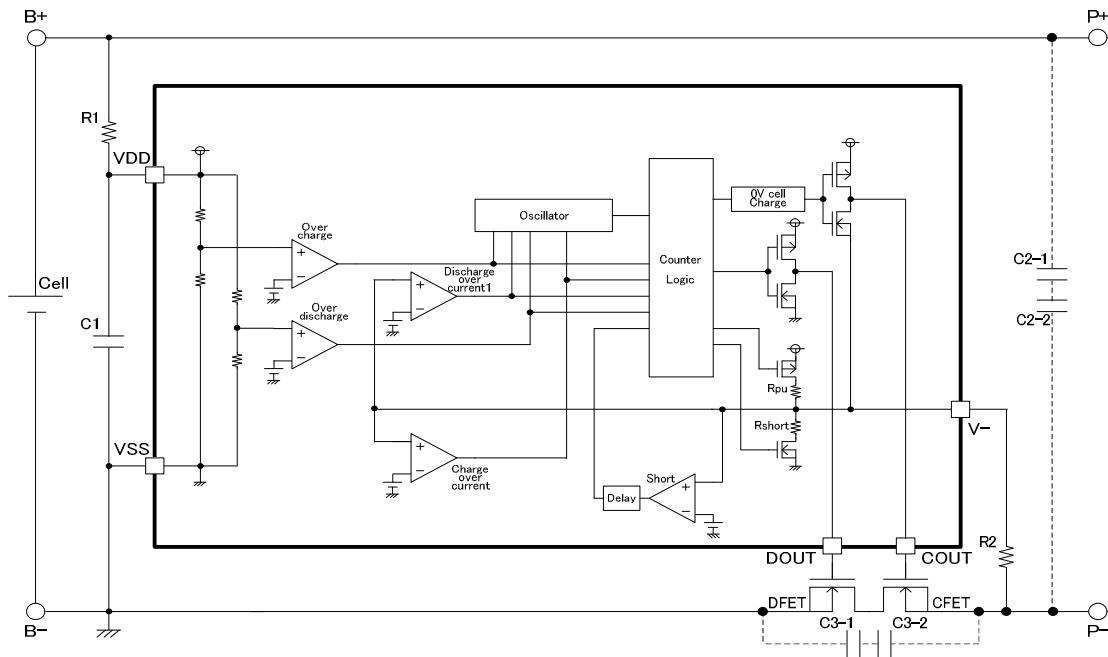 B+
P+
R1
VDD
Over
charge
+
−
Oscillator
Discharge
over
current1
+
−
Counter
Logic
0V cell
Charge
C2-1
C2-2
Cell
C1
Over
discharge
+
−
Rpu
Rshort
V-
VSS
+
−
Charge
over
current
Short
Delay
+
−
DOUT
COUT
R2
DFET
CFET
C3-1
C3-2
B-
P-